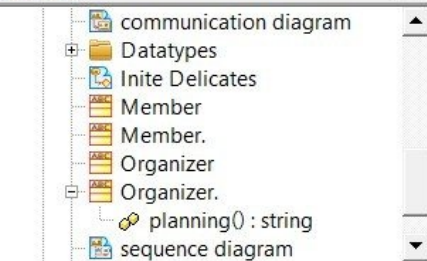 communication diagram
Datatypes
Inite Delicates
Member
Member.
Organizer
Organizer.
planning() : string
sequence diagram